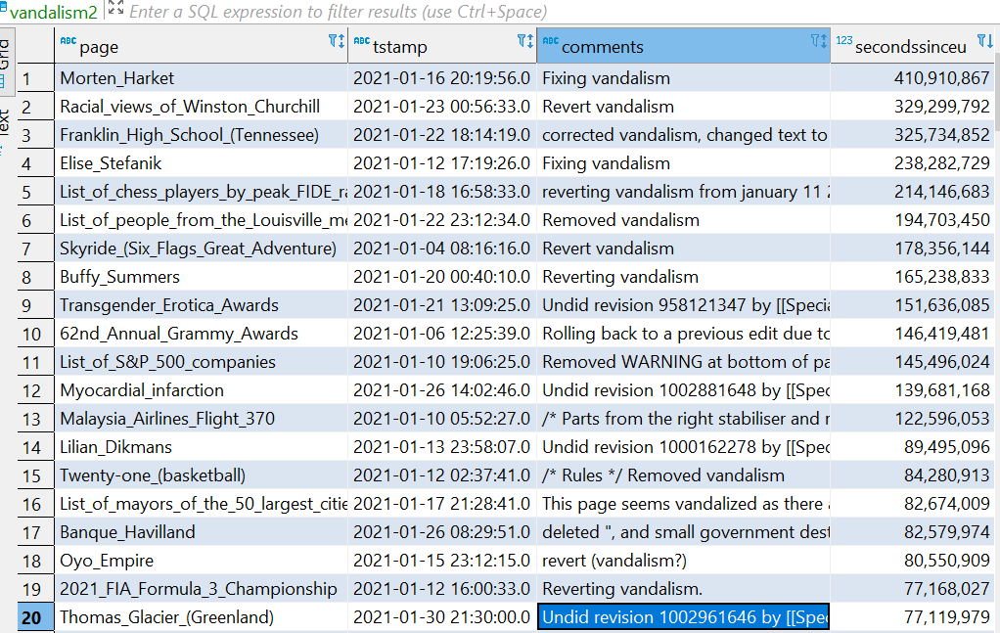 vandalism2 Enter a SQL expression to filter results (use Ctrl+Space)
Grid
Text
ABC page ABC tstamp ABC comments 123 secondssinceu
1 Morten_Harket 2021-01-16 20:19:56.0 Fixing vandalism 410,910,867
2 Racial_views_of_Winston_Churchill 2021-01-23 00:56:33.0 Revert vandalism 329,299,792
3 Franklin_High_School_(Tennessee) 2021-01-22 18:14:19.0 corrected vandalism, changed text to 325,734,852
4 Elise_Stefanik 2021-01-12 17:19:26.0 Fixing vandalism 238,282,729
5 List_of_chess_players_by_peak_FIDE_ra 2021-01-18 16:58:33.0 reverting vandalism from january 11 2 214,146,683
6 List_of_people_from_the_Louisville_me 2021-01-22 23:12:34.0 Removed vandalism 194,703,450
7 Skyride_(Six_Flags_Great_Adventure) 2021-01-04 08:16:16.0 Revert vandalism 178,356,144
8 Buffy_Summers 2021-01-20 00:40:10.0 Reverting vandalism 165,238,833
9 Transgender_Erotica_Awards 2021-01-21 13:09:25.0 Undid revision 958121347 by [[Specia 151,636,085
10 62nd_Annual_Grammy_Awards 2021-01-06 12:25:39.0 Rolling back to a previous edit due to 146,419,481
11 List_of_S&P_500_companies 2021-01-10 19:06:25.0 Removed WARNING at bottom of pa 145,496,024
12 Myocardial_infarction 2021-01-26 14:02:46.0 Undid revision 1002881648 by [[Spec 139,681,168
13 Malaysia_Airlines_Flight_370 2021-01-10 05:52:27.0 /* Parts from the right stabiliser and r 122,596,053
14 Lilian_Dikmans 2021-01-13 23:58:07.0 Undid revision 1000162278 by [[Spec 89,495,096
15 Twenty-one_(basketball) 2021-01-12 02:37:41.0 /* Rules */ Removed vandalism 84,280,913
16 List_of_mayors_of_the_50_largest_citie 2021-01-17 21:28:41.0 This page seems vandalized as there 82,674,009
17 Banque_Havilland 2021-01-26 08:29:51.0 deleted ", and small government dest 82,579,974
18 Oyo_Empire 2021-01-15 23:12:15.0 revert (vandalism?) 80,550,909
19 2021_FIA_Formula_3_Championship 2021-01-12 16:00:33.0 Reverting vandalism. 77,168,027
20 Thomas_Glacier_(Greenland) 2021-01-30 21:30:00.0 Undid revision 1002961646 by [[Spec 77,119,979